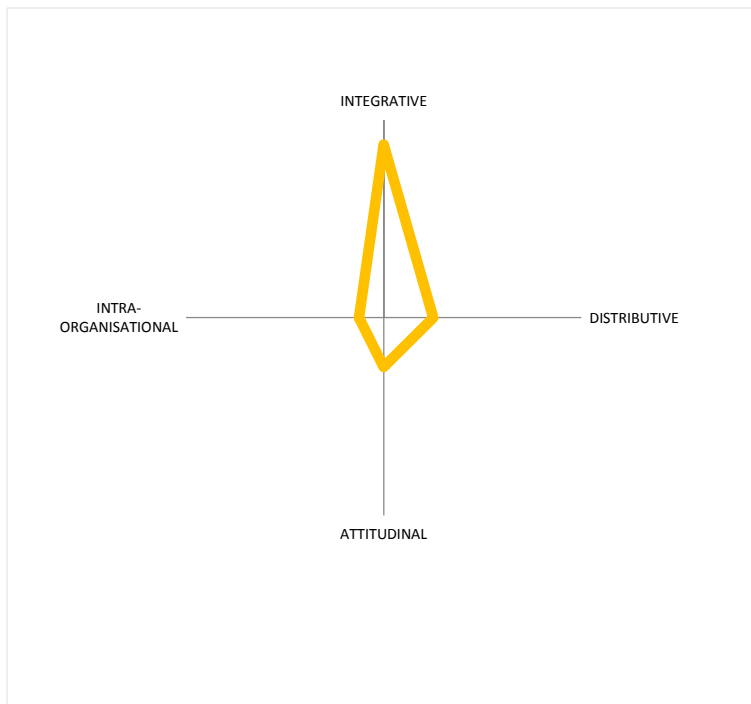 INTEGRATIVE
INTRA-
ORGANISATIONAL
DISTRIBUTIVE
ATTITUDINAL